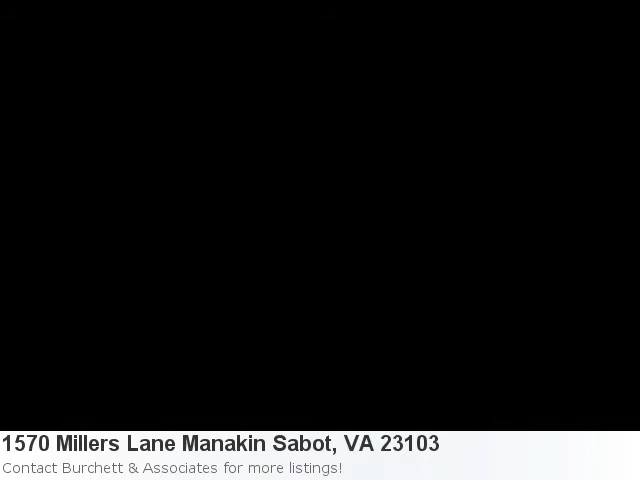 1570 Millers Lane Manakin Sabot, VA 23103
Contact Burchett & Associates for more listings!